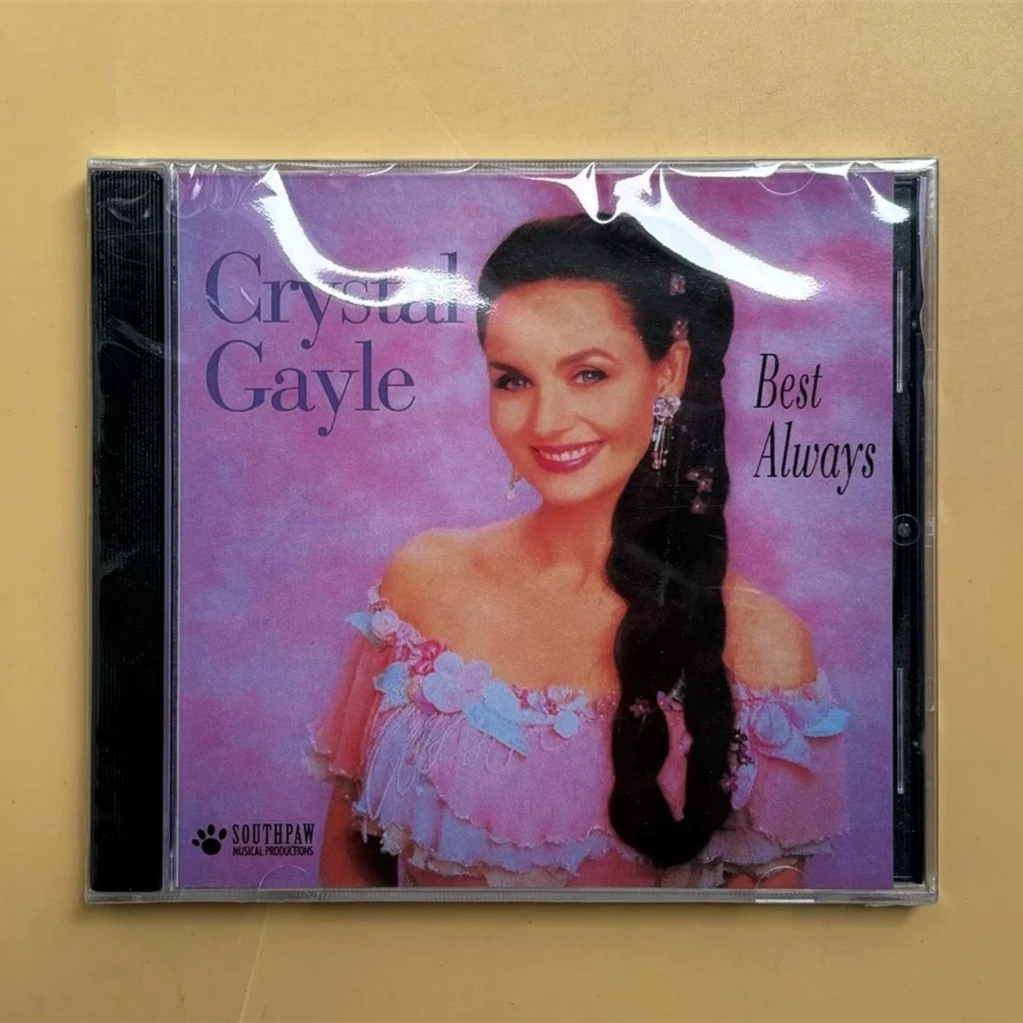 Crystal
Gayle
Best
Always
SOUTHPAW
MUSICAL PRODUCTIONS